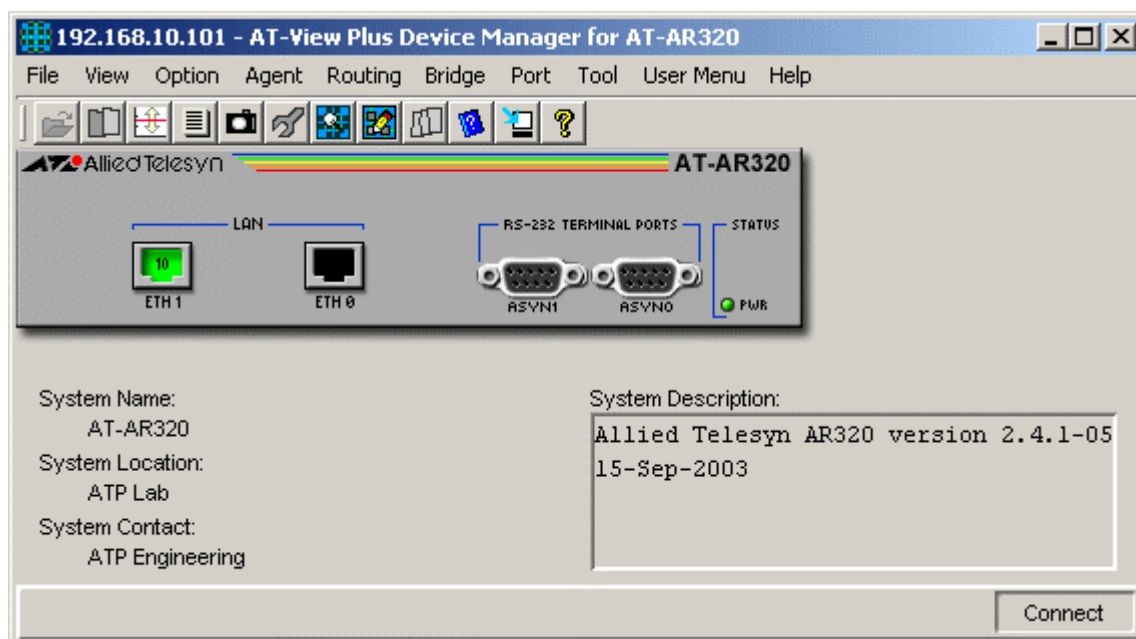 192.168.10.101 - AT-View Plus Device Manager for AT-AR320
File View Option Agent Routing Bridge Port Tool User Menu Help
Allied Telesyn AT-AR320
LAN RS-232 TERMINAL PORTS STATUS
10
ETH 1 ETH 0 ASYN1 ASYN0 PWR
System Name:
AT-AR320
System Location:
ATP Lab
System Contact:
ATP Engineering
System Description:
Allied Telesyn AR320 version 2.4.1-05
15-Sep-2003
Connect